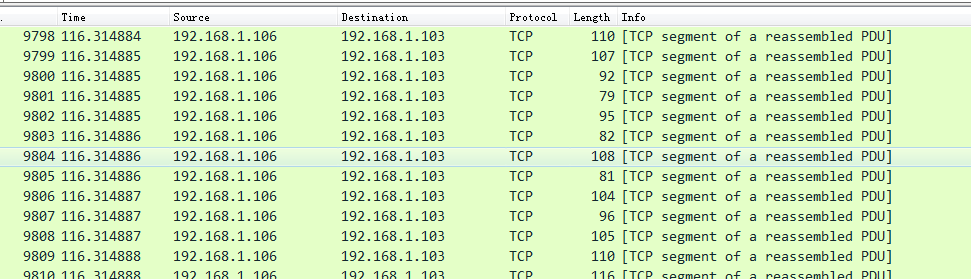 . Time Source Destination Protocol Length Info
9798 116.314884 192.168.1.106 192.168.1.103 TCP 110 [TCP segment of a reassembled PDU]
9799 116.314885 192.168.1.106 192.168.1.103 TCP 107 [TCP segment of a reassembled PDU]
9800 116.314885 192.168.1.106 192.168.1.103 TCP 92 [TCP segment of a reassembled PDU]
9801 116.314885 192.168.1.106 192.168.1.103 TCP 79 [TCP segment of a reassembled PDU]
9802 116.314885 192.168.1.106 192.168.1.103 TCP 95 [TCP segment of a reassembled PDU]
9803 116.314886 192.168.1.106 192.168.1.103 TCP 82 [TCP segment of a reassembled PDU]
9804 116.314886 192.168.1.106 192.168.1.103 TCP 108 [TCP segment of a reassembled PDU]
9805 116.314886 192.168.1.106 192.168.1.103 TCP 81 [TCP segment of a reassembled PDU]
9806 116.314887 192.168.1.106 192.168.1.103 TCP 104 [TCP segment of a reassembled PDU]
9807 116.314887 192.168.1.106 192.168.1.103 TCP 96 [TCP segment of a reassembled PDU]
9808 116.314887 192.168.1.106 192.168.1.103 TCP 105 [TCP segment of a reassembled PDU]
9809 116.314888 192.168.1.106 192.168.1.103 TCP 110 [TCP segment of a reassembled PDU]
9810 116.314888 192.168.1.106 192.168.1.103 TCP 116 [TCP segment of a reassembled PDU]